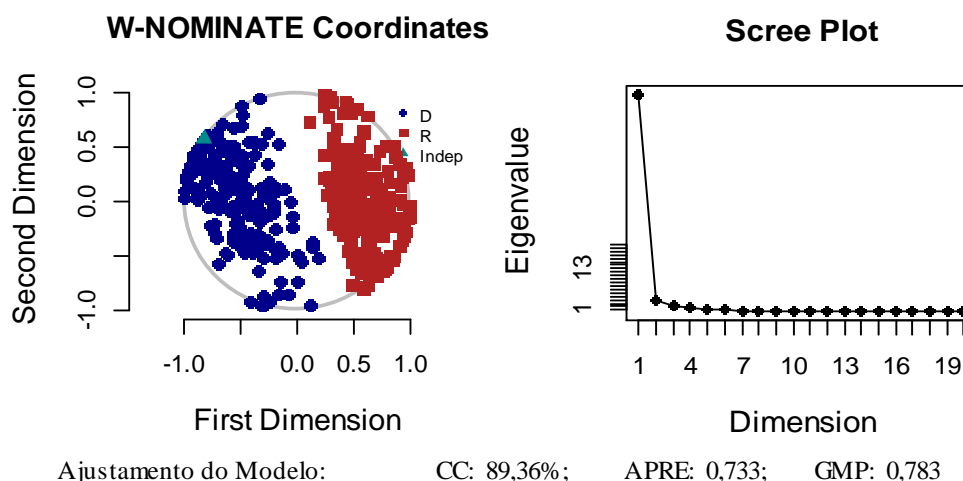 W-NOMINATE Coordinates
Second Dimension
1.0
0.5
0.0
-1.0
D
R
Indep
-1.0
0.0
0.5
1.0
First Dimension
Scree Plot
Eigenvalue
13
1
1
4
7
10
13
16
19
Dimension
Ajustamento do Modelo: CC: 89,36%; APRE: 0,733; GMP: 0,783